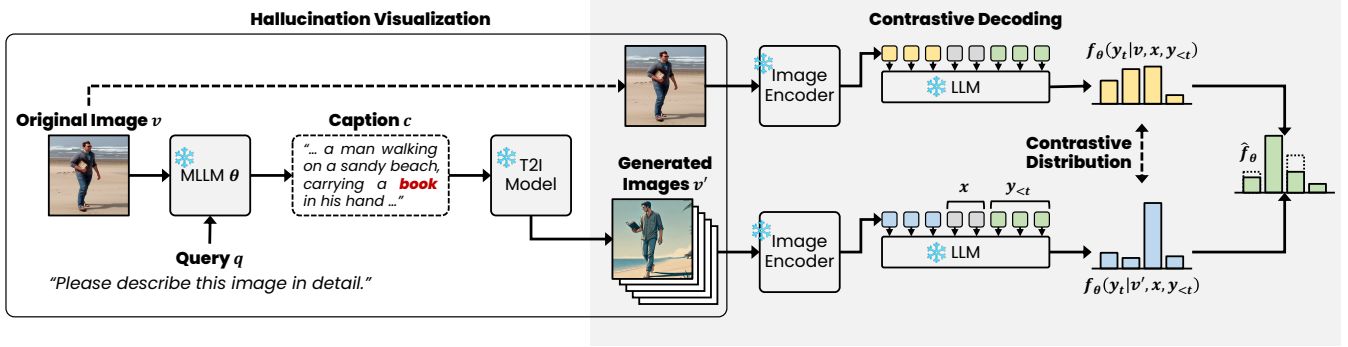 Hallucination Visualization
Contrastive Decoding
Original Image v
MLLM θ
Query q
“Please describe this image in detail.”
Caption c
“... a man walking
on a sandy beach,
carrying a book
in his hand ...”
T2I
Model
Generated
Images v′
Image
Encoder
LLM
f_θ(y_t|v, x, y_{<t})
Contrastive
Distribution
f̂_θ
Image
Encoder
x
y_{<t}
LLM
f_θ(y_t|v′, x, y_{<t})